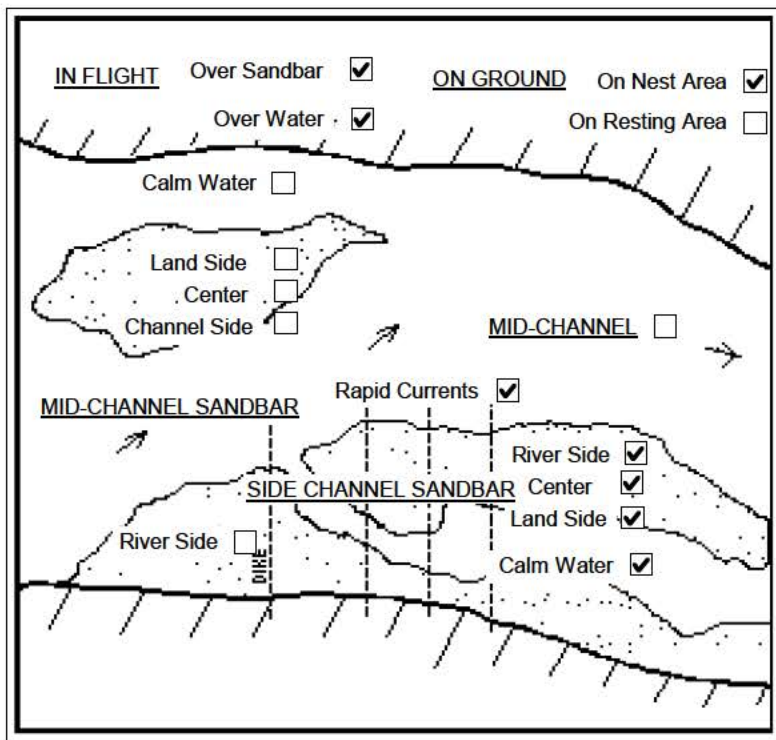 IN FLIGHT
Over Sandbar
ON GROUND
On Nest Area
Over Water
On Resting Area
Calm Water
Land Side
Center
Channel Side
MID-CHANNEL
Rapid Currents
MID-CHANNEL SANDBAR
River Side
SIDE CHANNEL SANDBAR
Center
Land Side
River Side
DIKE
Calm Water